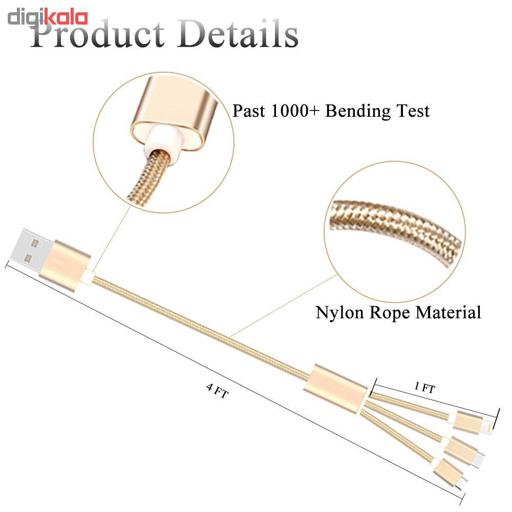 digikala
Product Details
Past 1000+ Bending Test
Nylon Rope Material
4 FT
1 FT